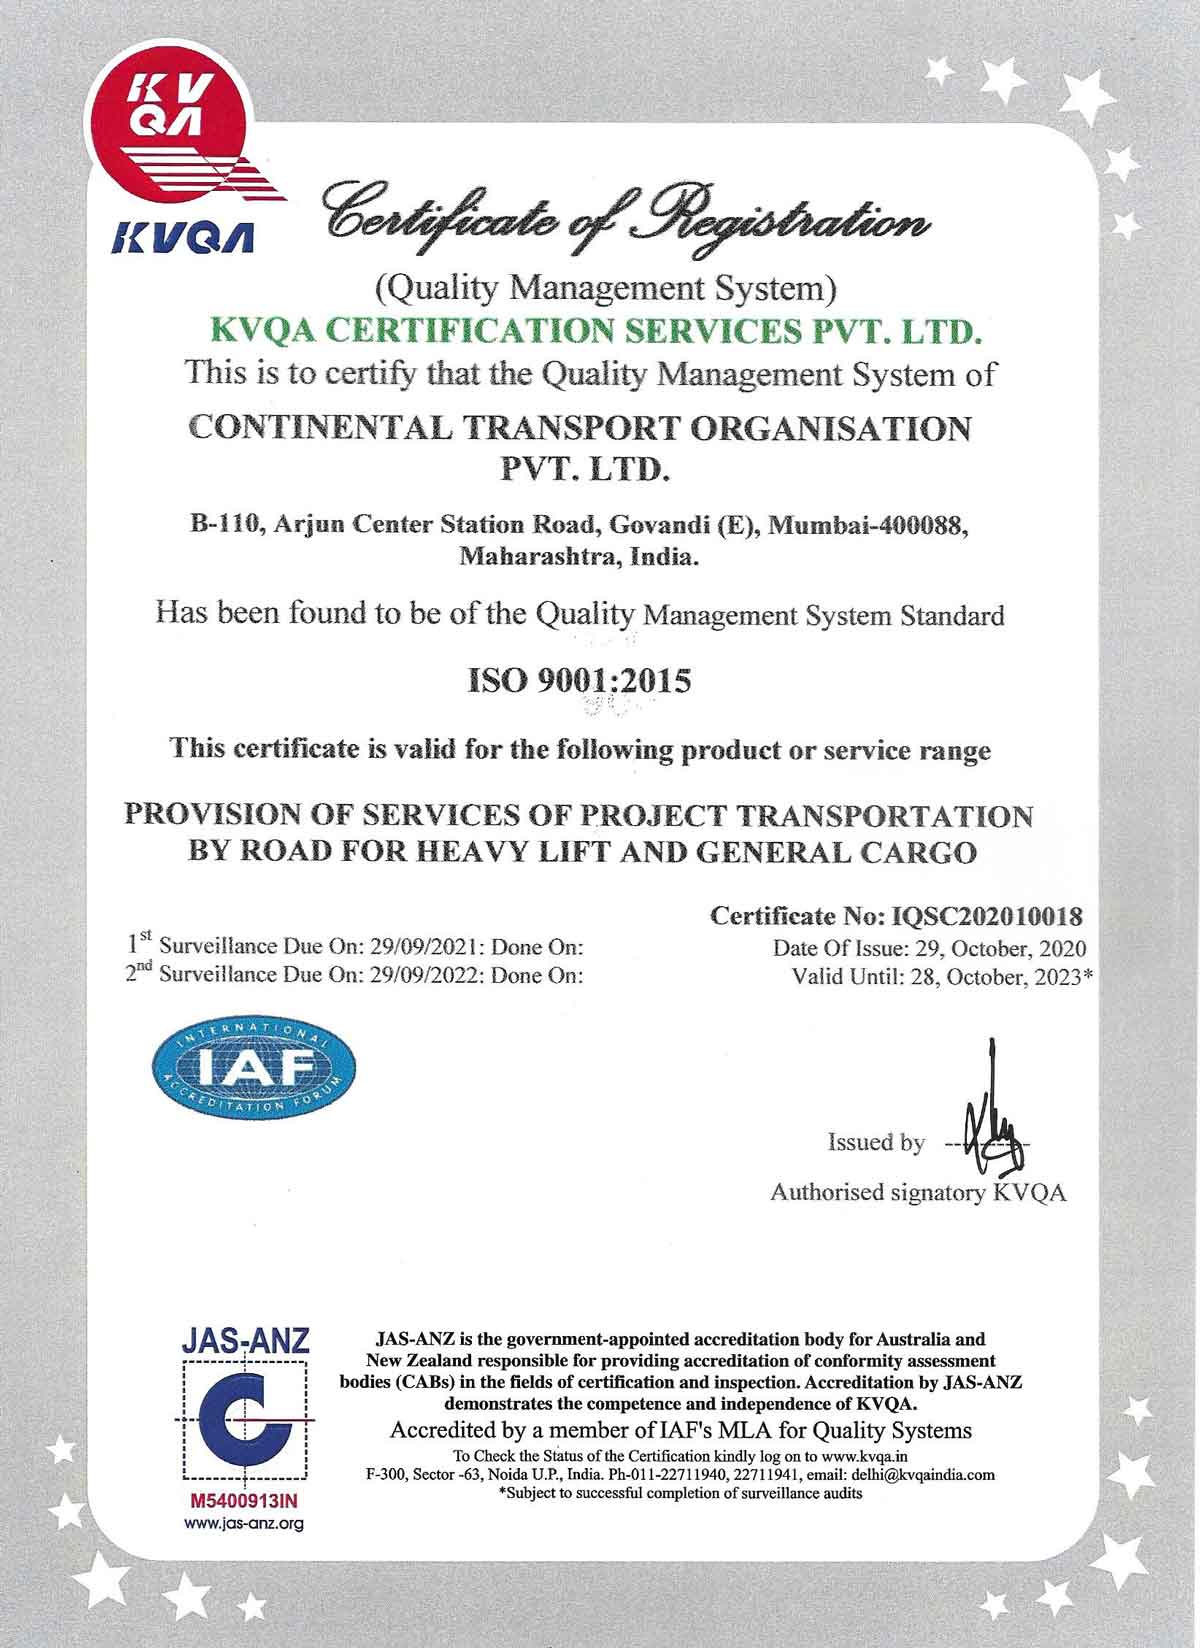 KV
QA
KVQA
Certificate of Registration
(Quality Management System)
KVQA CERTIFICATION SERVICES PVT. LTD.
This is to certify that the Quality Management System of
CONTINENTAL TRANSPORT ORGANISATION
PVT. LTD.
B-110, Arjun Center Station Road, Govandi (E), Mumbai-400088,
Maharashtra, India.
Has been found to be of the Quality Management System Standard
ISO 9001:2015
This certificate is valid for the following product or service range
PROVISION OF SERVICES OF PROJECT TRANSPORTATION
BY ROAD FOR HEAVY LIFT AND GENERAL CARGO
Certificate No: IQSC202010018
1st Surveillance Due On: 29/09/2021: Done On:
Date Of Issue: 29, October, 2020
2nd Surveillance Due On: 29/09/2022: Done On:
Valid Until: 28, October, 2023*
INTERNATIONAL
IAF
ACCREDITATION FORUM
Issued by
Authorised signatory KVQA
JAS-ANZ
M5400913IN
www.jas-anz.org
JAS-ANZ is the government-appointed accreditation body for Australia and
New Zealand responsible for providing accreditation of conformity assessment
bodies (CABs) in the fields of certification and inspection. Accreditation by JAS-ANZ
demonstrates the competence and independence of KVQA.
Accredited by a member of IAF's MLA for Quality Systems
To Check the Status of the Certification kindly log on to www.kvqa.in
F-300, Sector -63, Noida U.P., India. Ph-011-22711940, 22711941, email: delhi@kvqaindia.com
*Subject to successful completion of surveillance audits